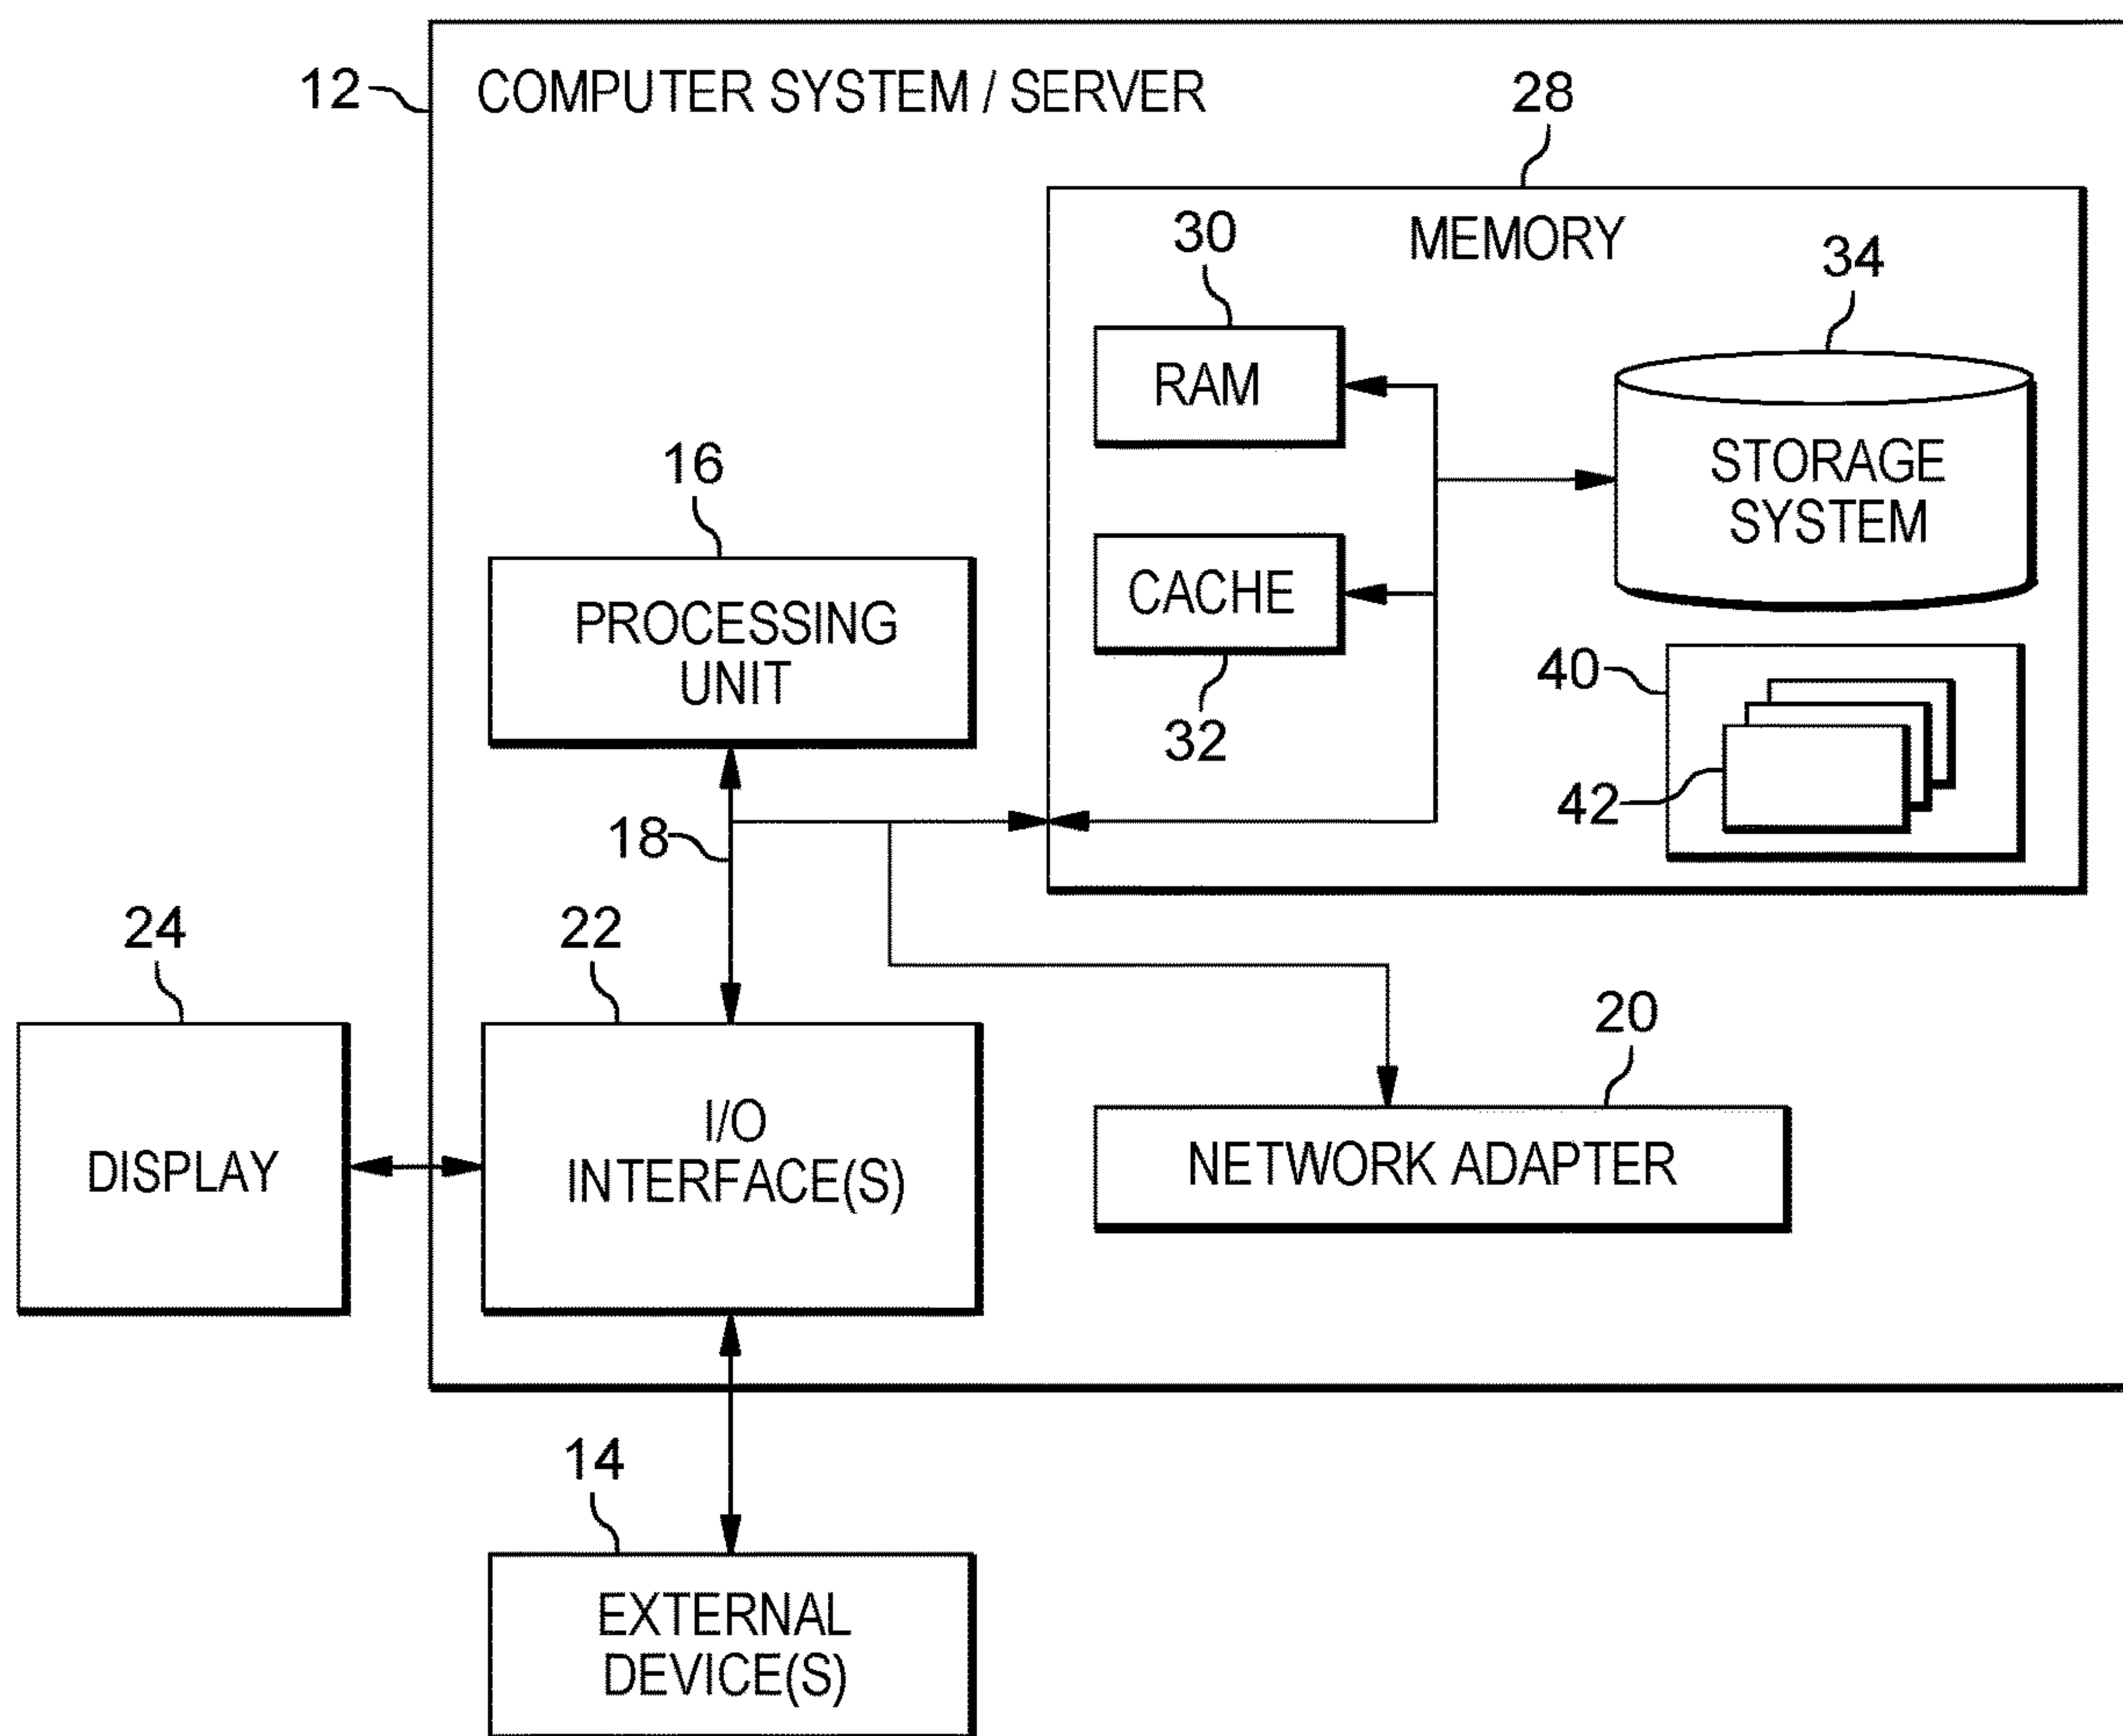 12
COMPUTER SYSTEM / SERVER
28
MEMORY
30
34
RAM
STORAGE
SYSTEM
16
PROCESSING
UNIT
CACHE
32
40
42
18
24
22
20
DISPLAY
I/O
INTERFACE(S)
NETWORK ADAPTER
14
EXTERNAL
DEVICE(S)